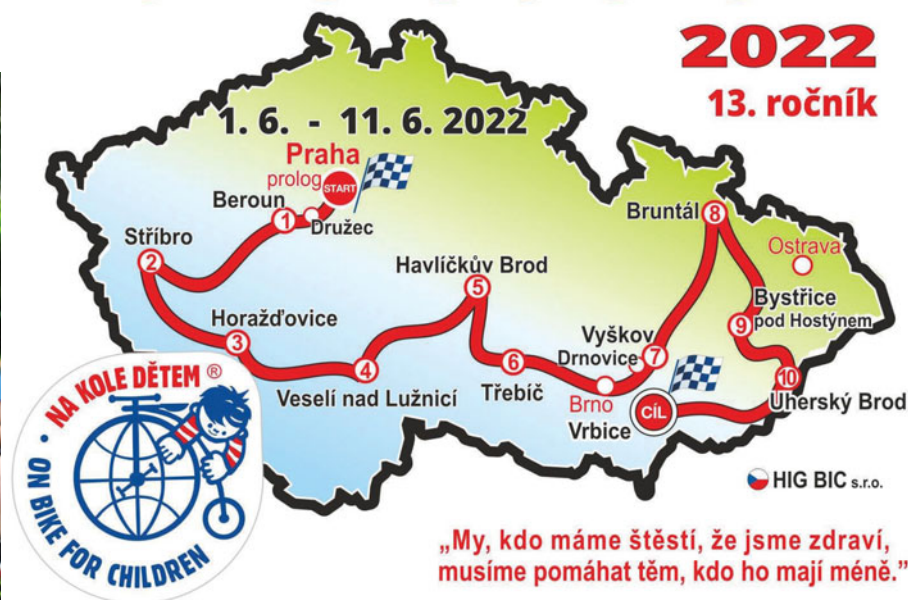 2022
13. ročník
1. 6. - 11. 6. 2022
Praha
prolog
START
Beroun
1
Družec
Stříbro
2
Horažďovice
3
Veselí nad Lužnicí
4
Havlíčkův Brod
5
Třebíč
6
Brno
Vyškov
Drnovice
7
Bruntál
8
Ostrava
Bystřice
pod Hostýnem
9
10
Uherský Brod
CÍL
Vrbice
NA KOLE DĚTEM ®
ON BIKE FOR CHILDREN
HIG BIC s.r.o.
„My, kdo máme štěstí, že jsme zdraví,
musíme pomáhat těm, kdo ho mají méně.”